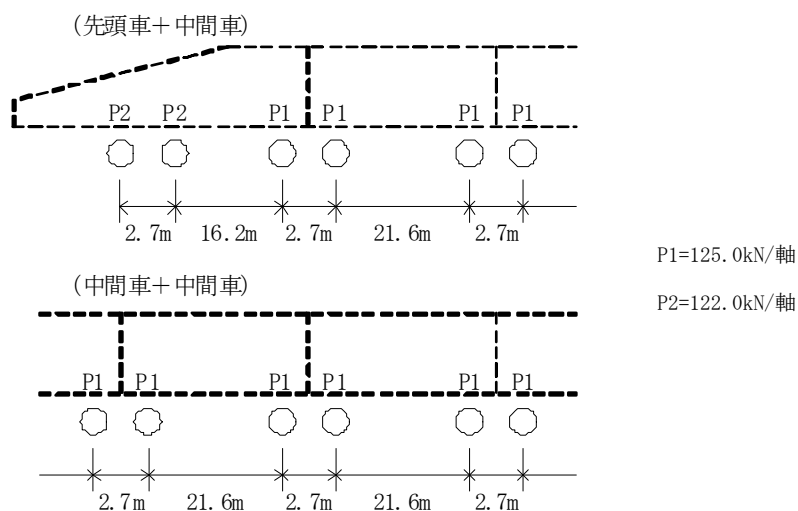 (先頭車＋中間車)
P2 P2 P1 P1 P1 P1
2.7m 16.2m 2.7m 21.6m 2.7m
P1=125.0kN/軸
(中間車＋中間車)
P2=122.0kN/軸
P1 P1 P1 P1 P1 P1
2.7m 21.6m 2.7m 21.6m 2.7m